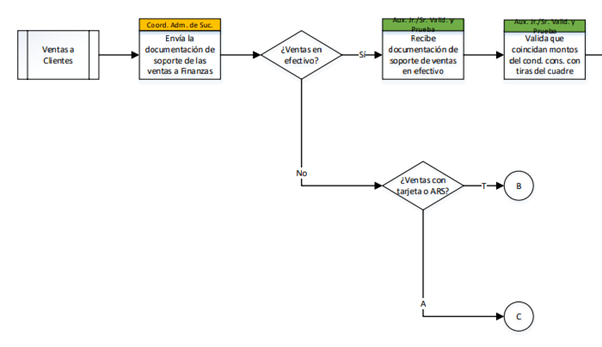 Ventas a
Clientes
Coord. Adm. de Suc.
Envía la
documentación de
soporte de las
ventas a Finanzas
¿Ventas en
efectivo?
Sí
Aux. Jr./Sr. Valid. y
Prueba
Recibe
documentación de
soporte de ventas
en efectivo
Aux. Jr./Sr. Valid. y
Prueba
Valida que
coincidan montos
del cond. cons. con
tiras del cuadre
No
¿Ventas con
tarjeta o ARS?
T
B
A
C